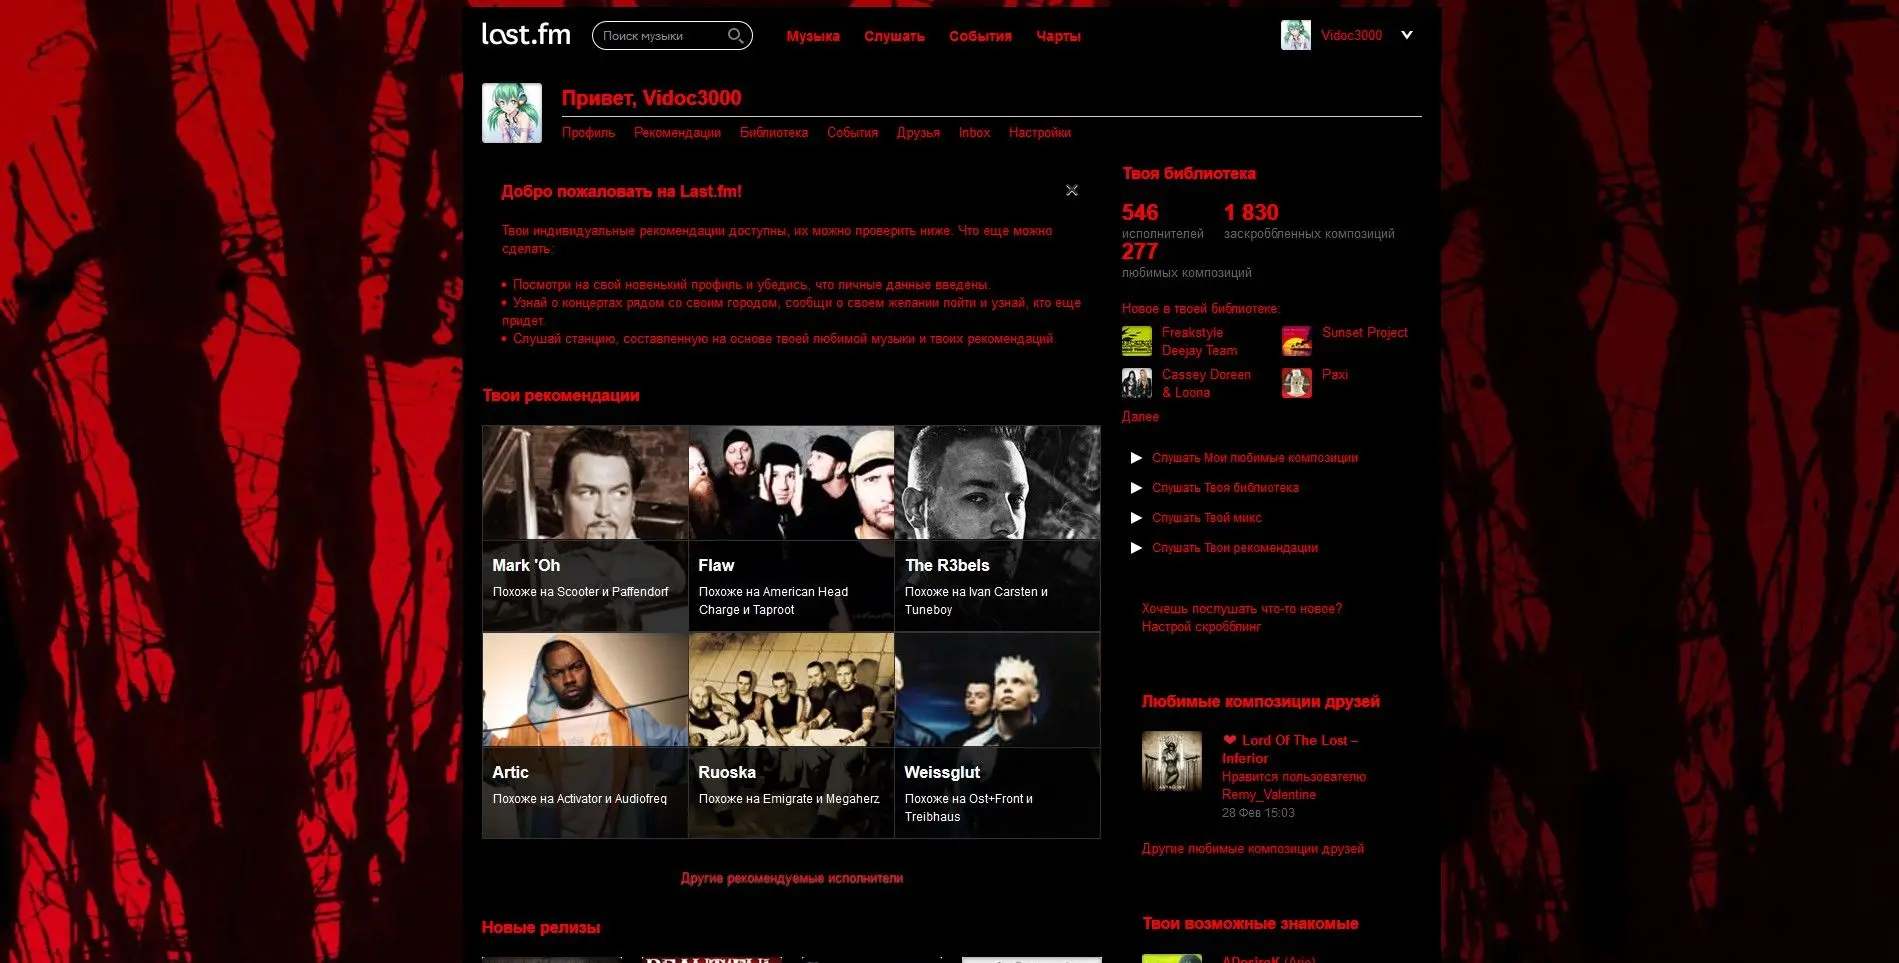 last.fm
Поиск музыки
Музыка Слушать События Чарты
Vidoc3000
Привет, Vidoc3000
Профиль Рекомендации Библиотека События Друзья Inbox Настройки
Добро пожаловать на Last.fm!
Твои индивидуальные рекомендации доступны, их можно проверить ниже. Что еще можно
сделать:
• Посмотри на свой новенький профиль и убедись, что личные данные введены.
• Узнай о концертах рядом со своим городом, сообщи о своем желании пойти и узнай, кто еще
придет.
• Слушай станцию, составленную на основе твоей любимой музыки и твоих рекомендаций.
Твои рекомендации
Mark 'Oh
Похоже на Scooter и Paffendorf
Flaw
Похоже на American Head
Charge и Taproot
The R3bels
Похоже на Ivan Carsten и
Tuneboy
Artic
Похоже на Activator и Audiofreq
Ruoska
Похоже на Emigrate и Megaherz
Weissglut
Похоже на Ost+Front и
Treibhaus
Другие рекомендуемые исполнители
Новые релизы
Твоя библиотека
546
исполнителей
1 830
заскроббленных композиций
277
любимых композиций
Новое в твоей библиотеке:
Freakstyle
Deejay Team
Sunset Project
Cassey Doreen
& Loona
Paxi
Далее
Слушать Мои любимые композиции
Слушать Твоя библиотека
Слушать Твой микс
Слушать Твои рекомендации
Хочешь послушать что-то новое?
Настрой скробблинг
Любимые композиции друзей
❤ Lord Of The Lost –
Inferior
Нравится пользователю
Remy_Valentine
28 Фев 15:03
Другие любимые композиции друзей
Твои возможные знакомые